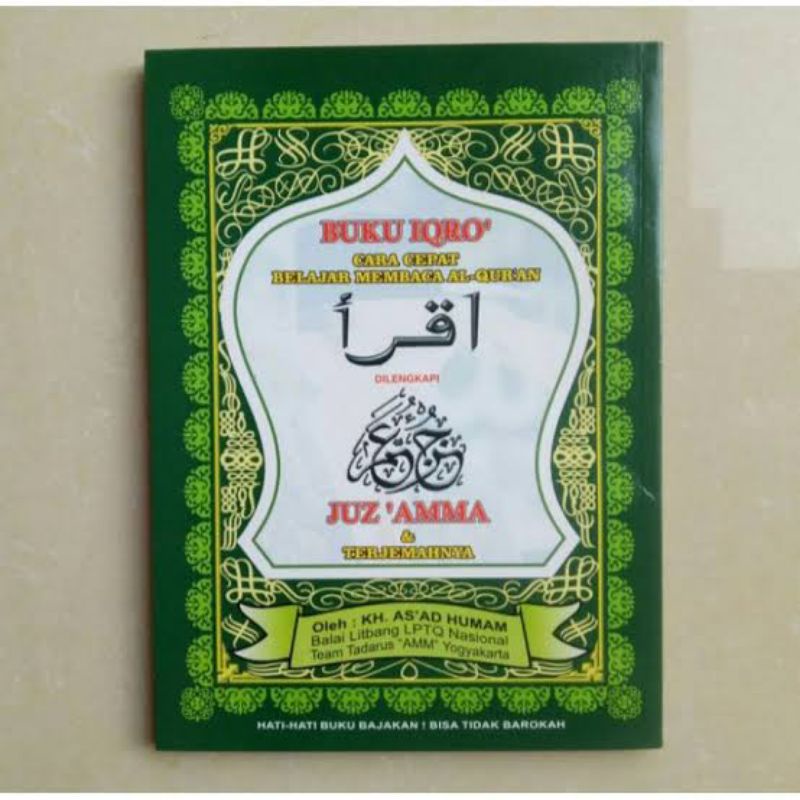 BUKU IQRO'
CARA CEPAT
BELAJAR MEMBACA AL-QUR'AN
اقرأ
DILENGKAPI
جزء عم
JUZ 'AMMA
&
TERJEMAHNYA
Oleh : KH. AS'AD HUMAM
Balai Litbang LPTQ Nasional
Team Tadarus "AMM" Yogyakarta
HATI-HATI BUKU BAJAKAN ! BISA TIDAK BAROKAH